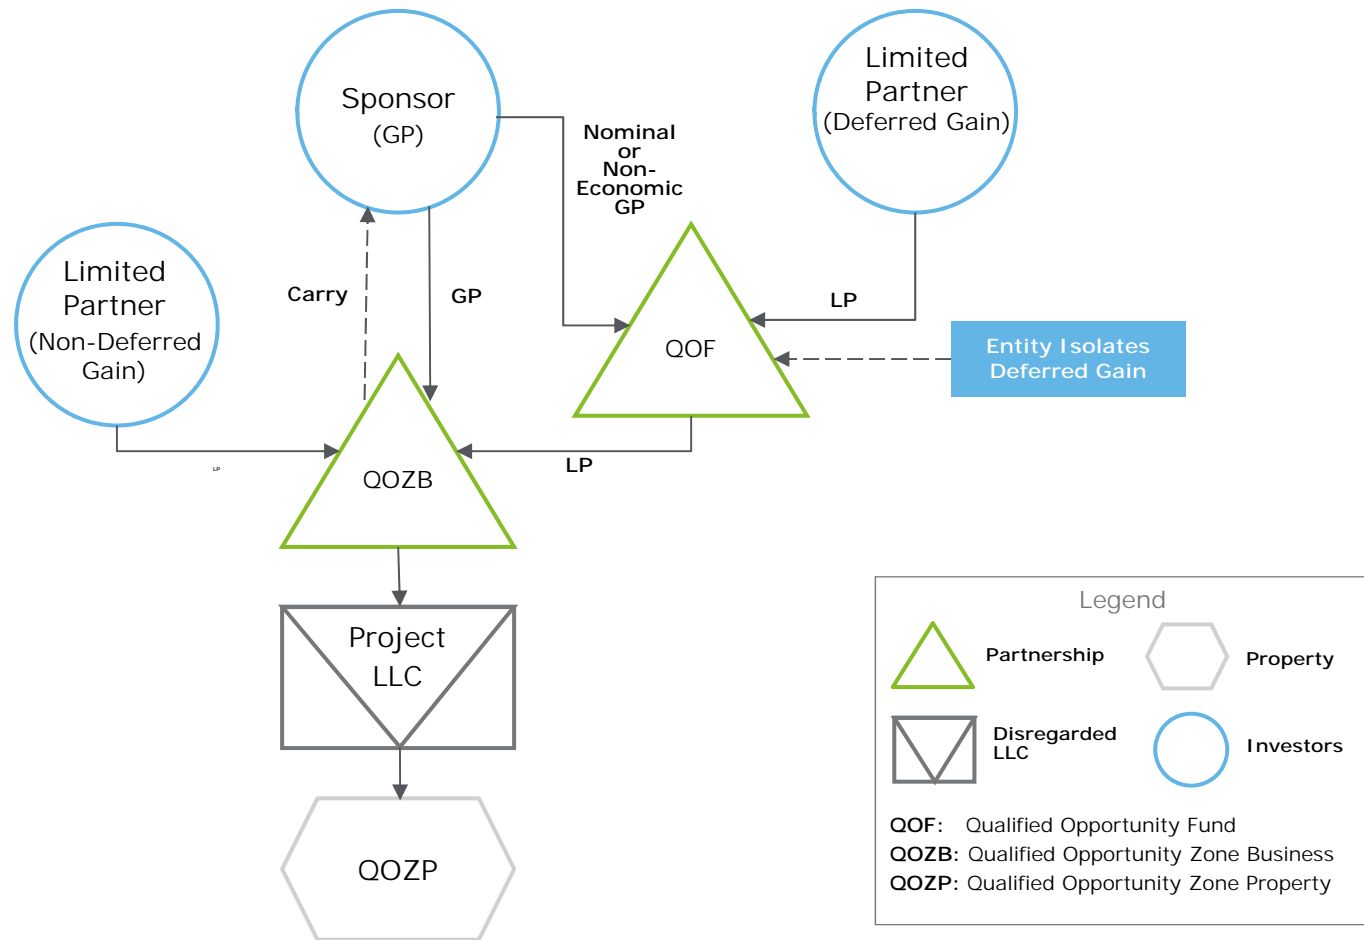 Sponsor
(GP)
Limited
Partner
(Deferred Gain)
Nominal
or
Non-
Economic
GP
Limited
Partner
(Non-Deferred
Gain)
Carry
GP
LP
QOF
Entity Isolates
Deferred Gain
LP
QOZB
LP
Project
LLC
QOZP
Legend
Partnership
Property
Disregarded
LLC
Investors
QOF: Qualified Opportunity Fund
QOZB: Qualified Opportunity Zone Business
QOZP: Qualified Opportunity Zone Property